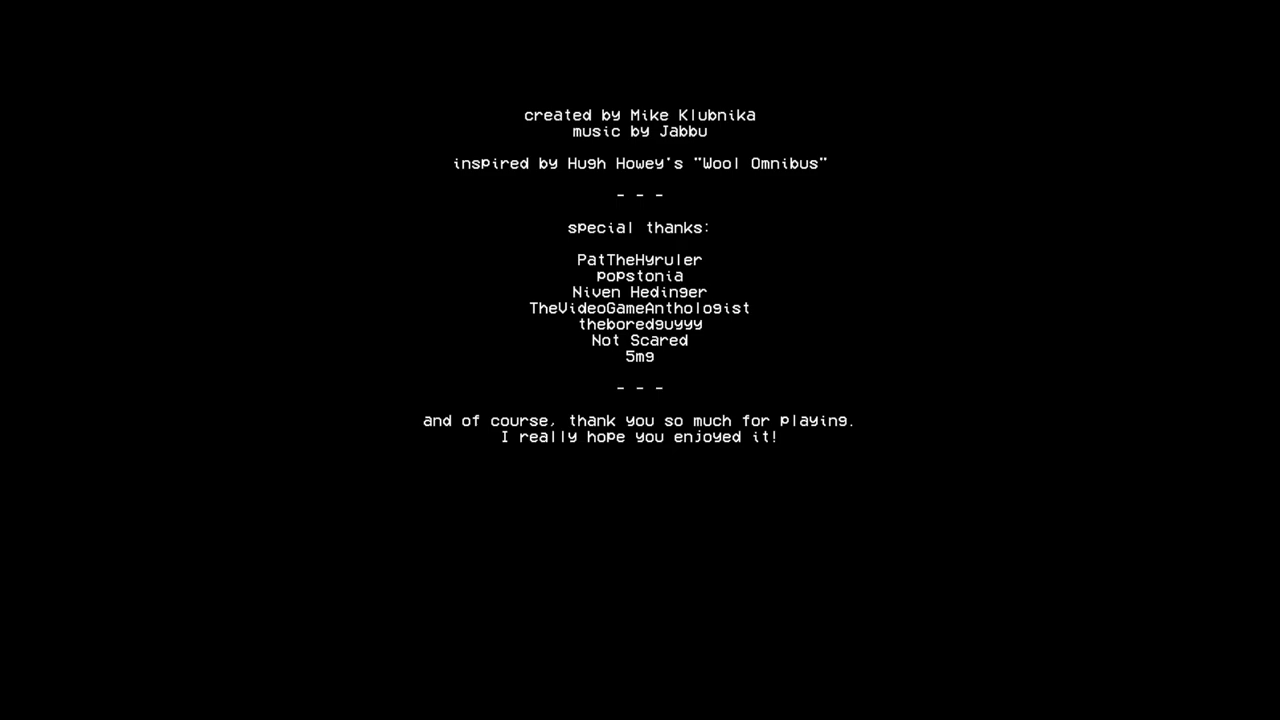 created by Mike Klubnika
music by Jabbu
inspired by Hugh Howey's "Wool Omnibus"
- - -
special thanks:
PatTheHyruler
popstonia
Niven Hedinger
TheVideoGameAnthologist
theboredguyyy
Not Scared
5mg
- - -
and of course, thank you so much for playing.
I really hope you enjoyed it!